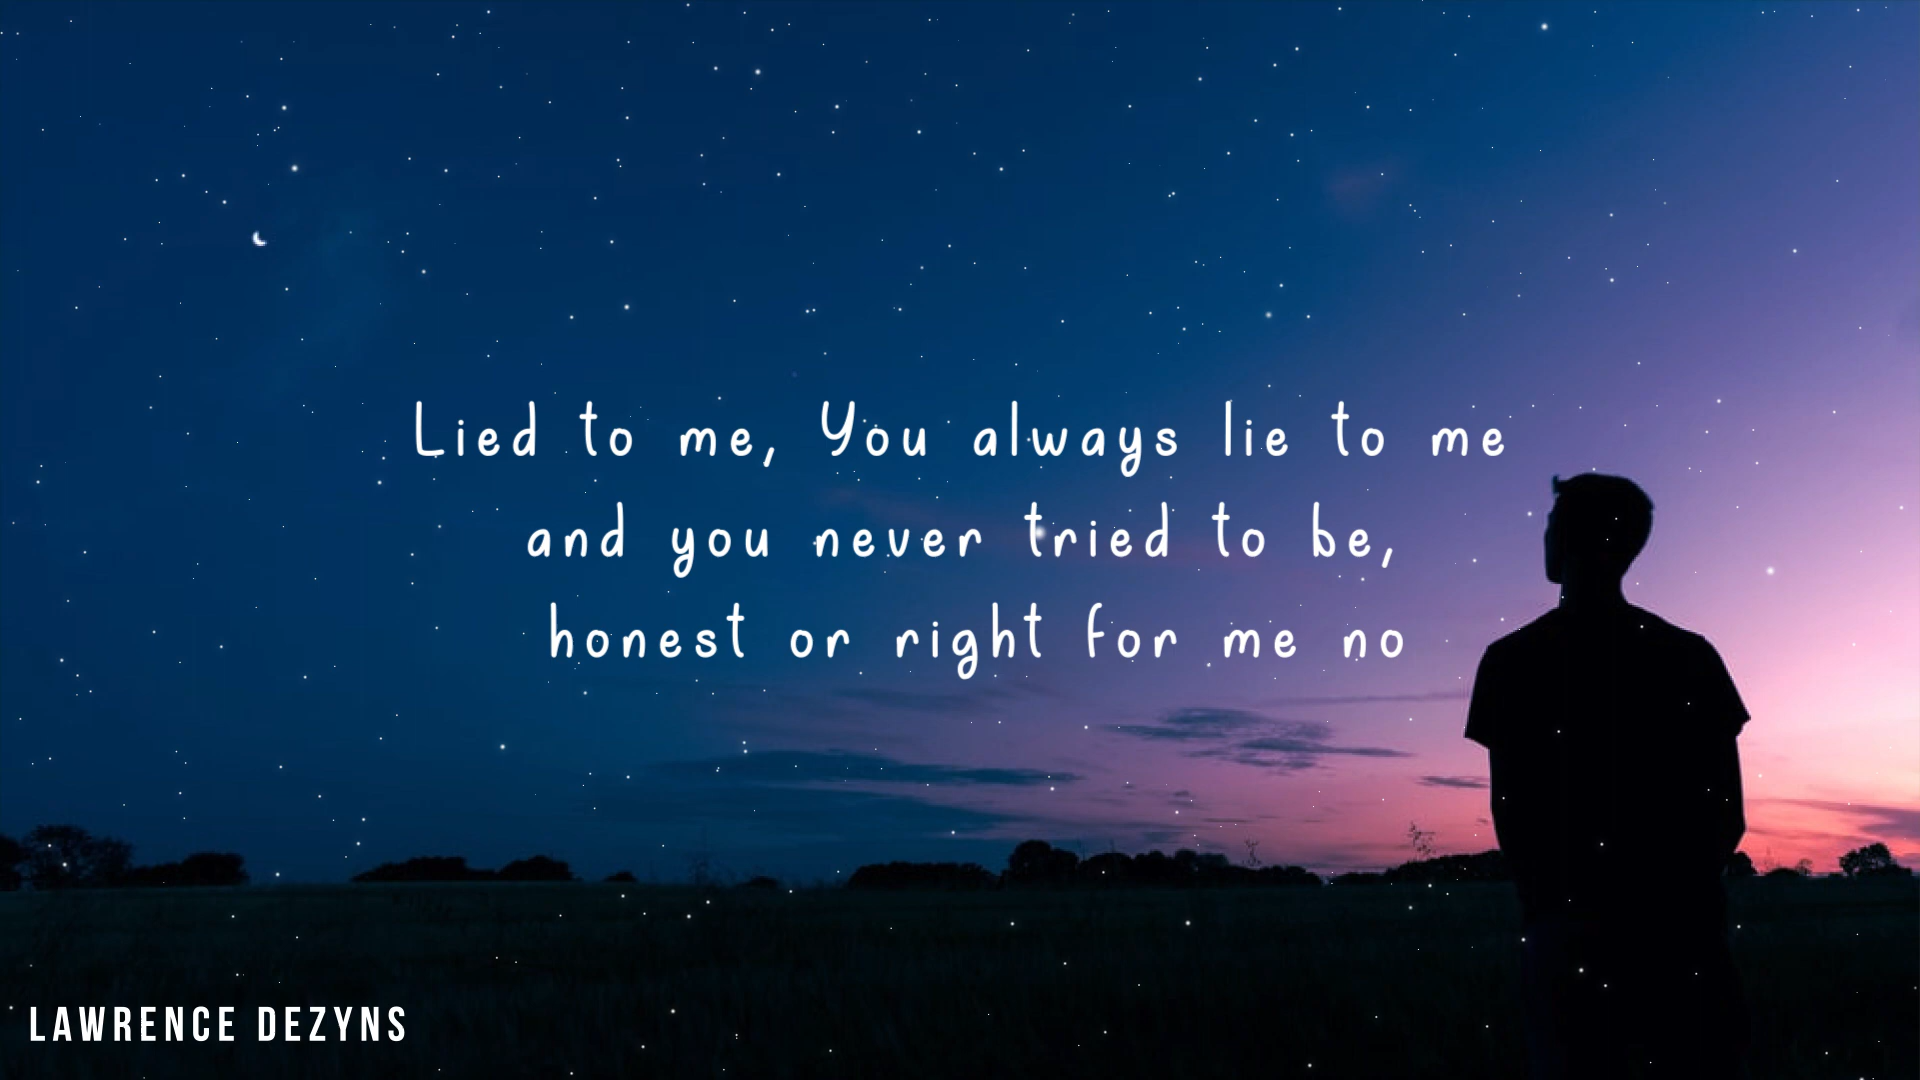 Lied to me, You always lie to me
and you never tried to be,
honest or right for me no
LAWRENCE DEZYNS